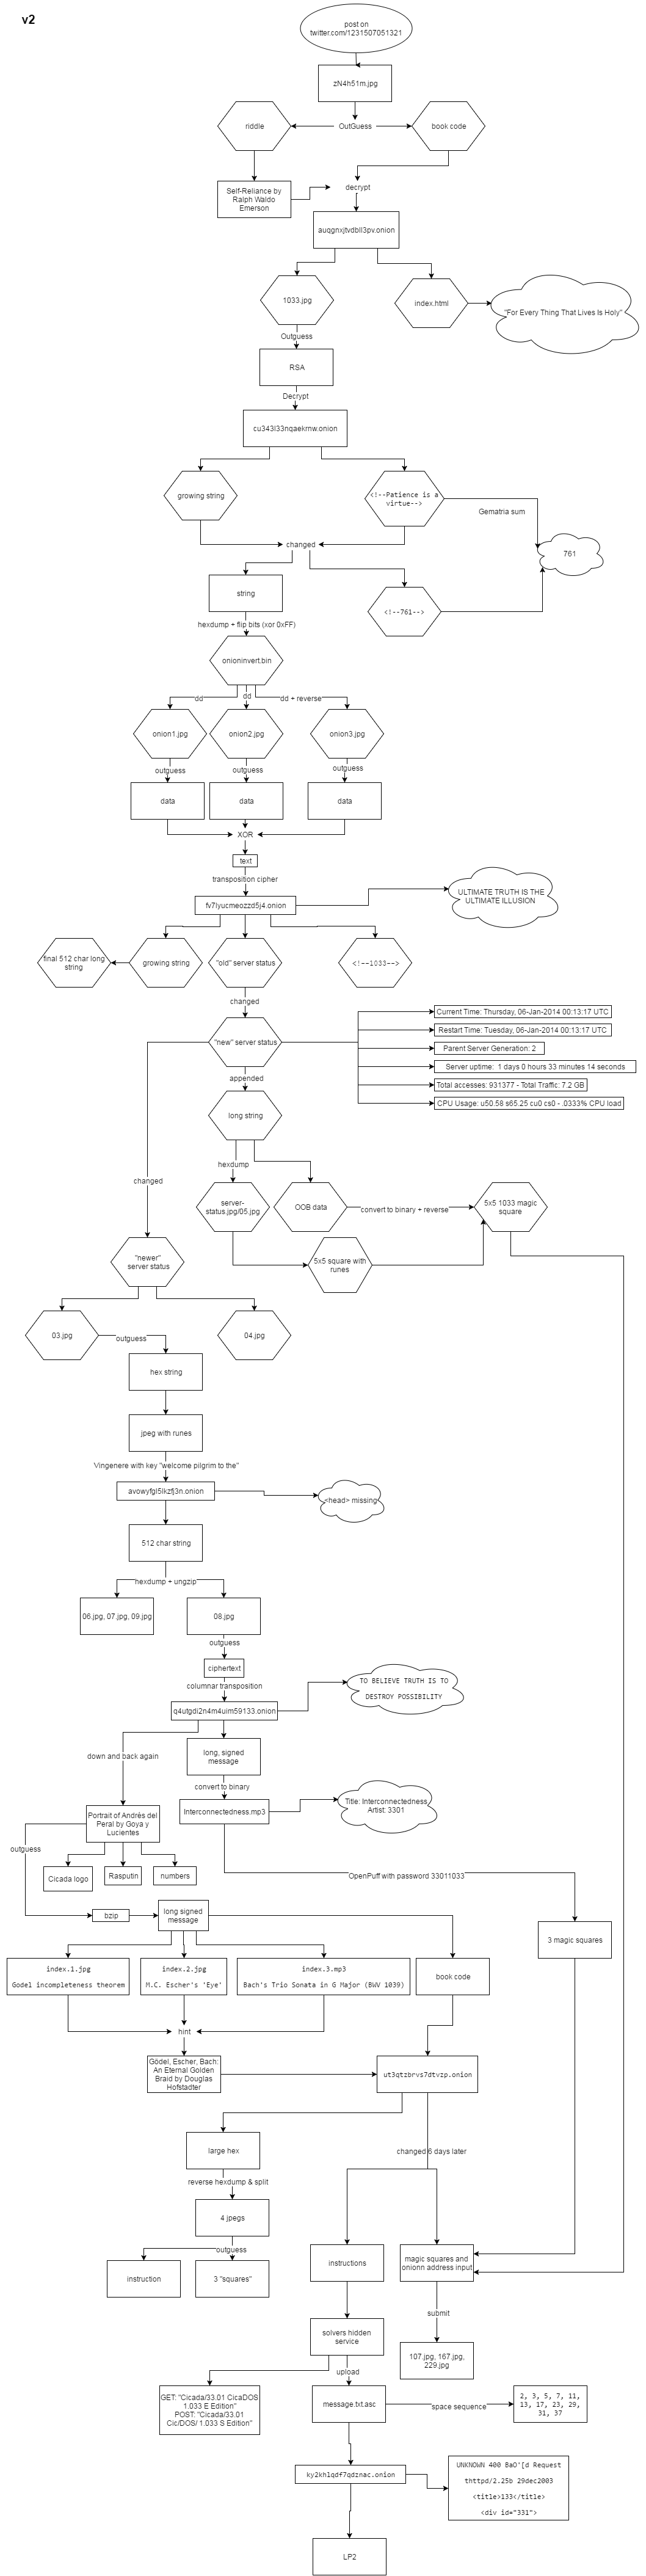 v2
post on
twitter.com/1231507051321
zN4h51m.jpg
riddle
OutGuess
book code
Self-Reliance by
Ralph Waldo
Emerson
decrypt
auqgnxjtvdbll3pv.onion
1033.jpg
index.html
"For Every Thing That Lives Is Holy"
Outguess
RSA
Decrypt
cu343l33nqaekrnw.onion
growing string
<!--Patience is a
virtue-->
Gematria sum
changed
761
string
<!--761-->
hexdump + flip bits (xor 0xFF)
onioninvert.bin
dd
dd
dd + reverse
onion1.jpg
onion2.jpg
onion3.jpg
outguess
outguess
outguess
data
data
data
XOR
text
transposition cipher
fv7lyucmeozzd5j4.onion
ULTIMATE TRUTH IS THE
ULTIMATE ILLUSION
final 512 char long
string
growing string
"old" server status
<!--1033-->
changed
"new" server status
Current Time: Thursday, 06-Jan-2014 00:13:17 UTC
Restart Time: Tuesday, 06-Jan-2014 00:13:17 UTC
Parent Server Generation: 2
Server uptime:  1 days 0 hours 33 minutes 14 seconds
Total accesses: 931377 - Total Traffic: 7.2 GB
CPU Usage: u50.58 s65.25 cu0 cs0 - .0333% CPU load
appended
long string
hexdump
changed
server-
status.jpg/05.jpg
OOB data
convert to binary + reverse
5x5 1033 magic
square
"newer"
server status
5x5 square with
runes
03.jpg
outguess
04.jpg
hex string
jpeg with runes
Vingenere with key "welcome pilgrim to the"
avowyfgl5lkzfj3n.onion
<head> missing
512 char string
hexdump + ungzip
06.jpg, 07.jpg, 09.jpg
08.jpg
outguess
ciphertext
columnar transposition
TO BELIEVE TRUTH IS TO
DESTROY POSSIBILITY
q4utgdi2n4m4uim59133.onion
down and back again
long, signed
message
convert to binary
Portrait of Andrés del
Peral by Goya y
Lucientes
Interconnectedness.mp3
Title: Interconnectedness
Artist: 3301
outguess
Cicada logo
Rasputin
numbers
OpenPuff with password 33011033
bzip
long signed
message
3 magic squares
index.1.jpg
Godel incompleteness theorem
index.2.jpg
M.C. Escher's 'Eye'
index.3.mp3
Bach's Trio Sonata in G Major (BWV 1039)
book code
hint
Gödel, Escher, Bach:
An Eternal Golden
Braid by Douglas
Hofstadter
ut3qtzbrvs7dtvzp.onion
large hex
changed 6 days later
reverse hexdump & split
4 jpegs
outguess
instruction
3 "squares"
instructions
magic squares and
onionn address input
submit
solvers hidden
service
107.jpg, 167.jpg,
229.jpg
upload
GET: "Cicada/33.01 CicaDOS
1.033 E Edition"
POST: "Cicada/33.01
Cic/DOS/ 1.033 S Edition"
message.txt.asc
space sequence
2, 3, 5, 7, 11,
13, 17, 23, 29,
31, 37
ky2khlqdf7qdznac.onion
UNKNOWN 400 BaO`[d Request
thttpd/2.25b 29dec2003
<title>133</title>
<div id="331">
LP2